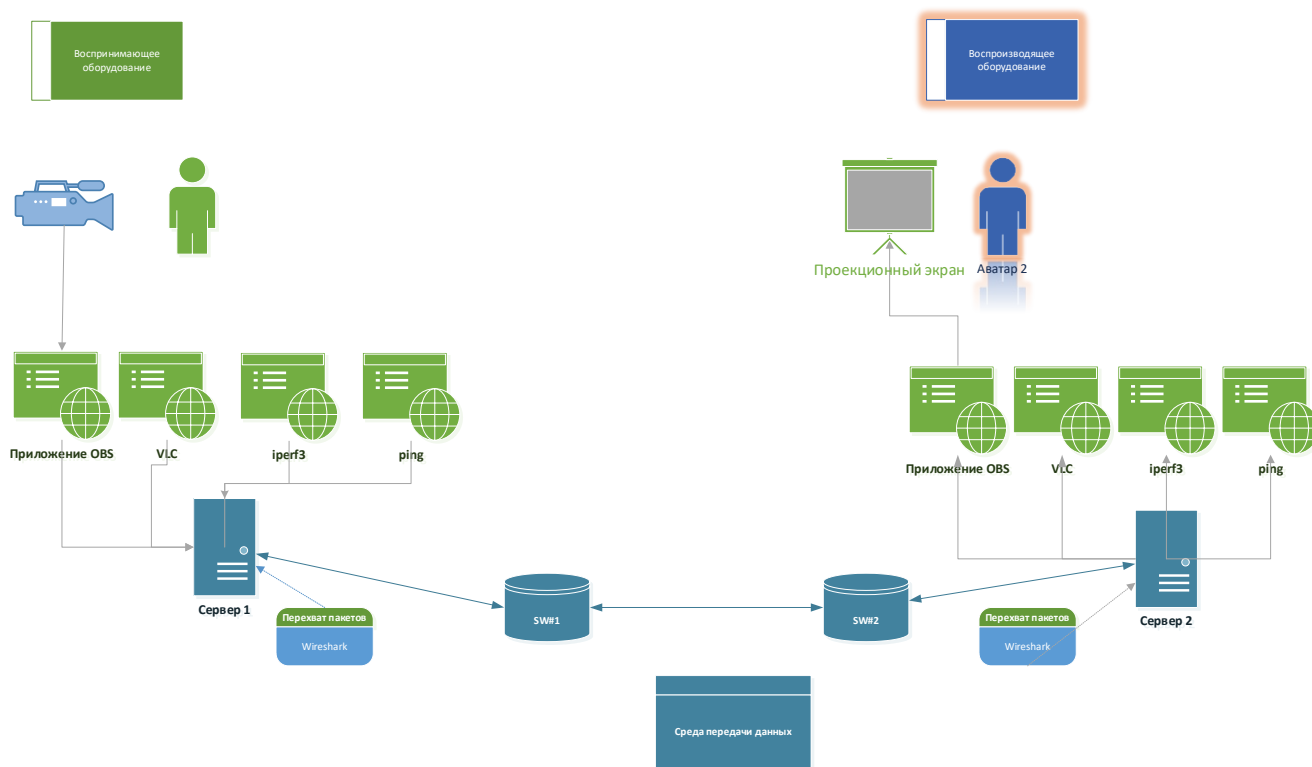 Воспринимающее
оборудование
Воспроизводящее
оборудование
Проекционный экран
Аватар 2
Приложение OBS
VLC
iperf3
ping
Приложение OBS
VLC
iperf3
ping
Сервер 1
Перехват пакетов
Wireshark
SW#1
SW#2
Перехват пакетов
Wireshark
Сервер 2
Среда передачи данных